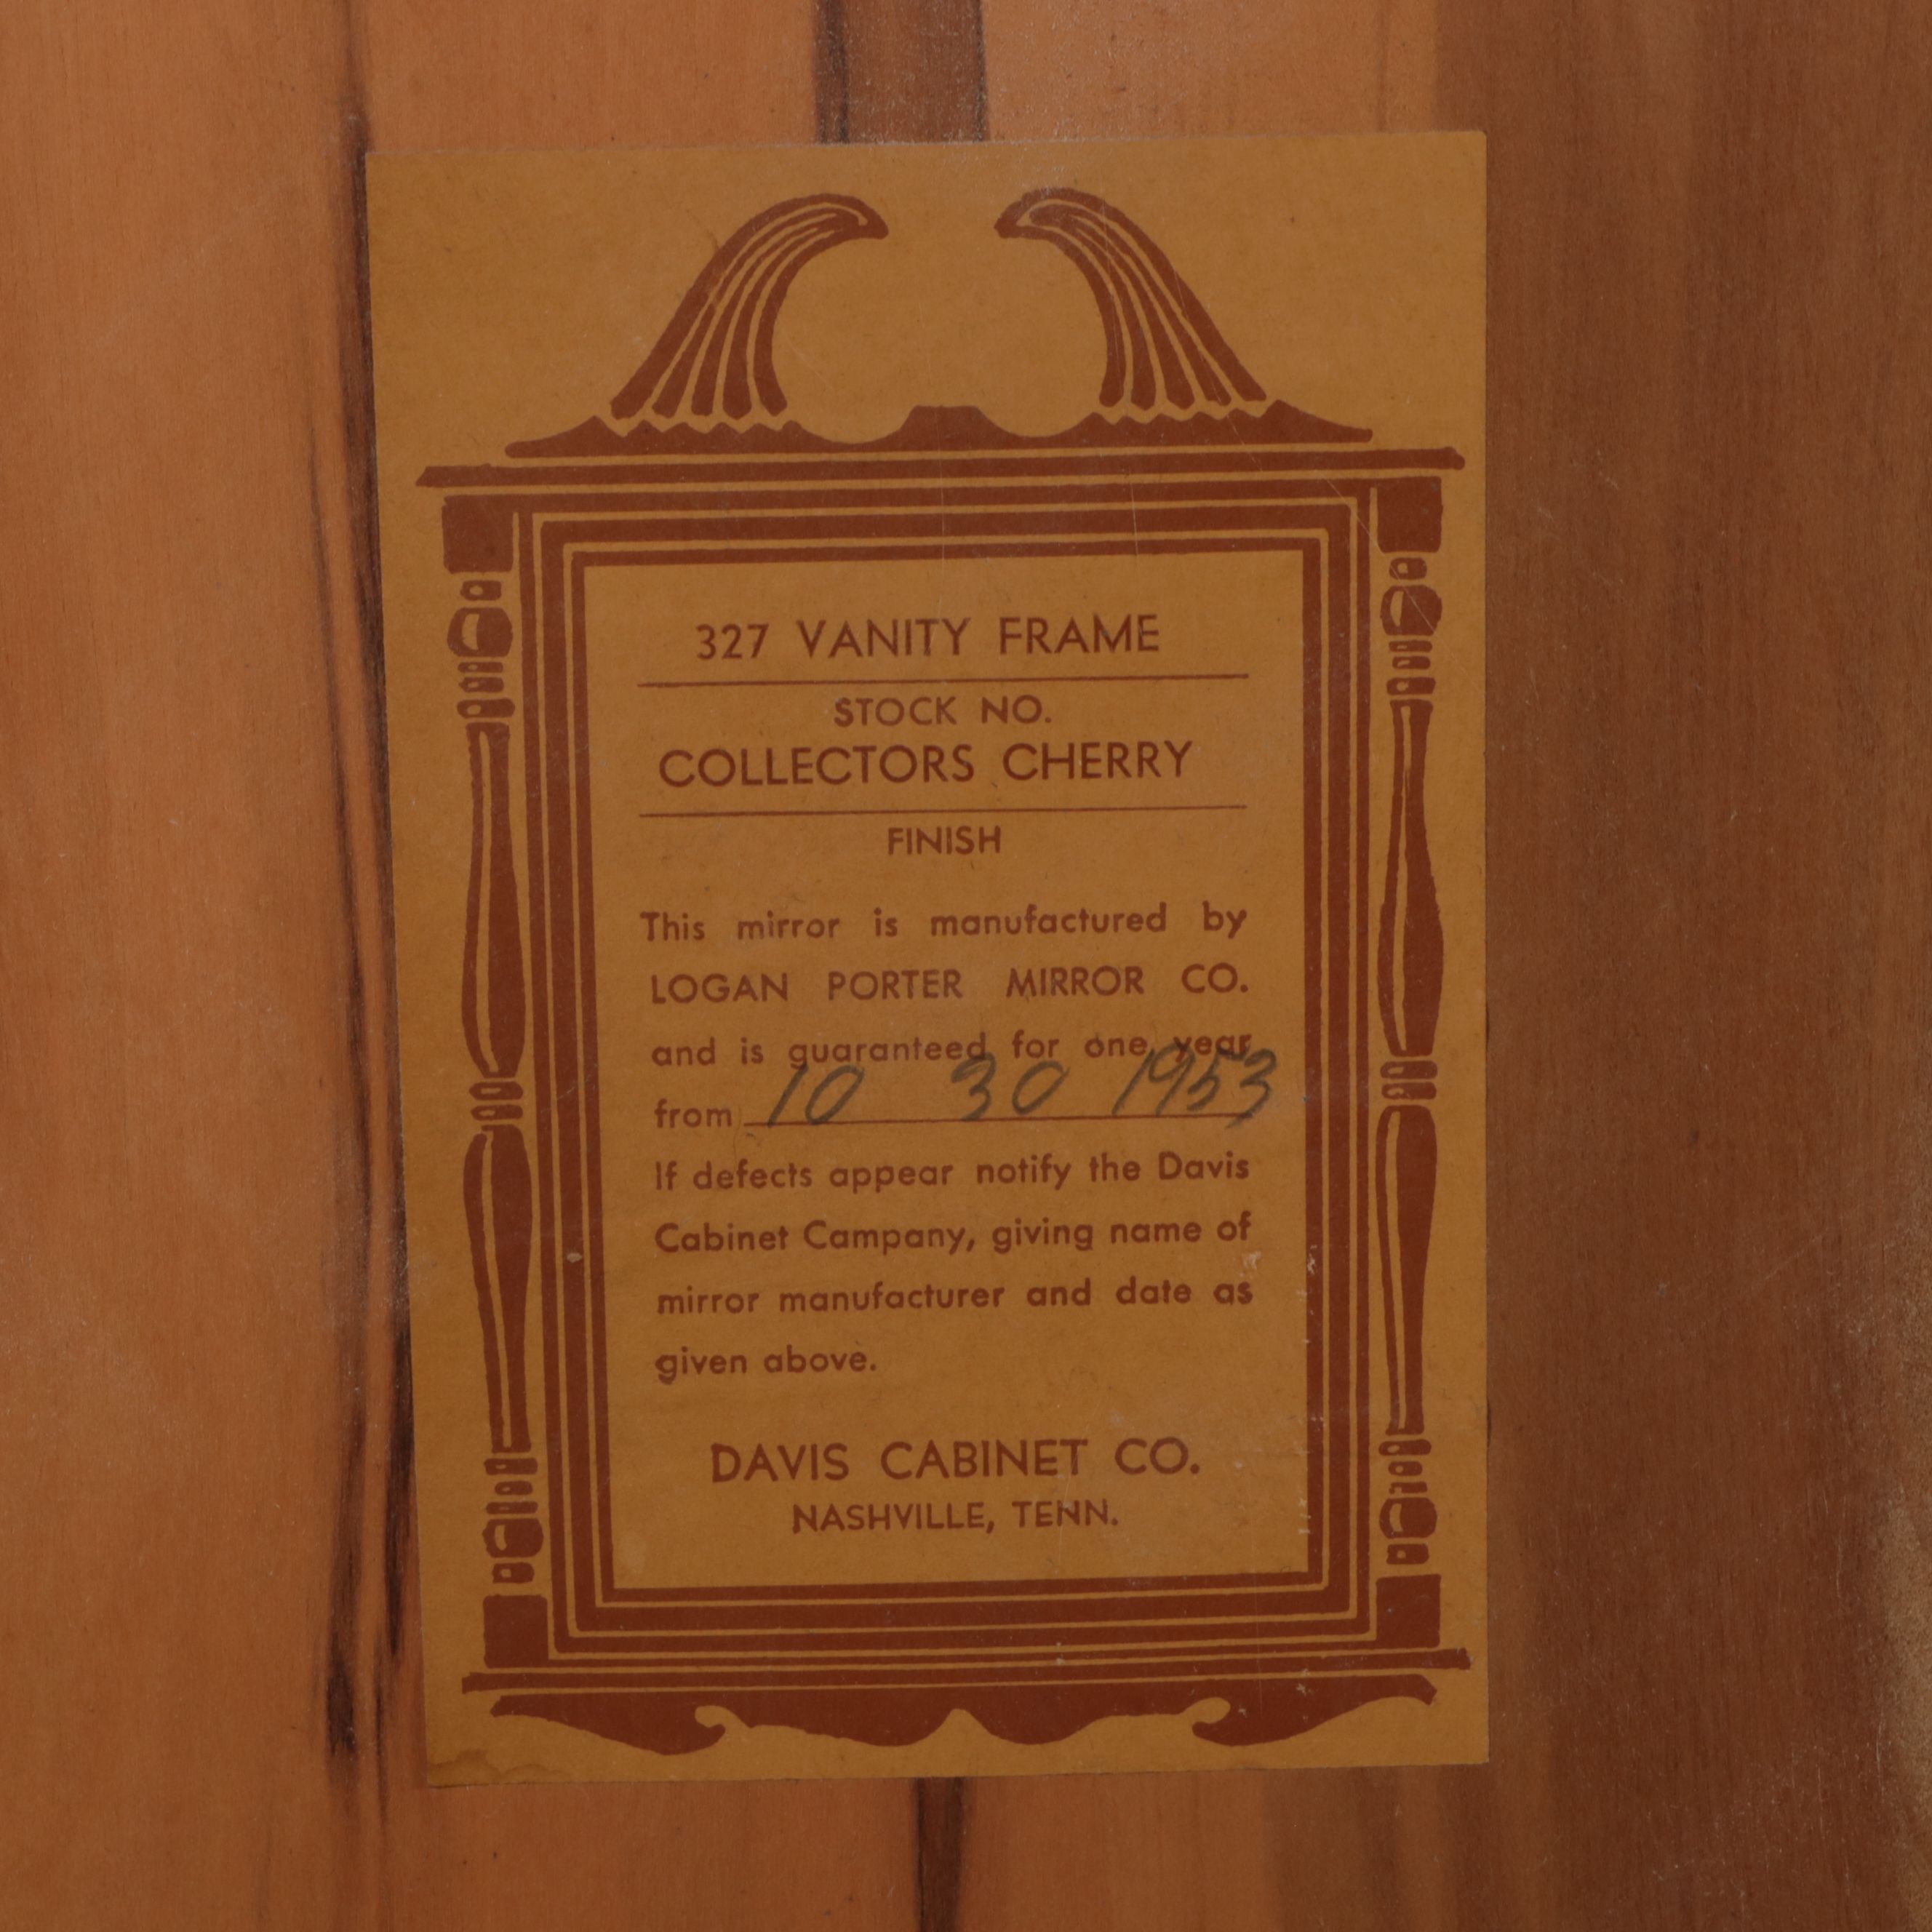 327 VANITY FRAME
STOCK NO.
COLLECTORS CHERRY
FINISH
This mirror is manufactured by
LOGAN PORTER MIRROR CO.
and is guaranteed for one year
from 10 30 1953
If defects appear notify the Davis
Cabinet Campany, giving name of
mirror manufacturer and date as
given above.
DAVIS CABINET CO.
NASHVILLE, TENN.